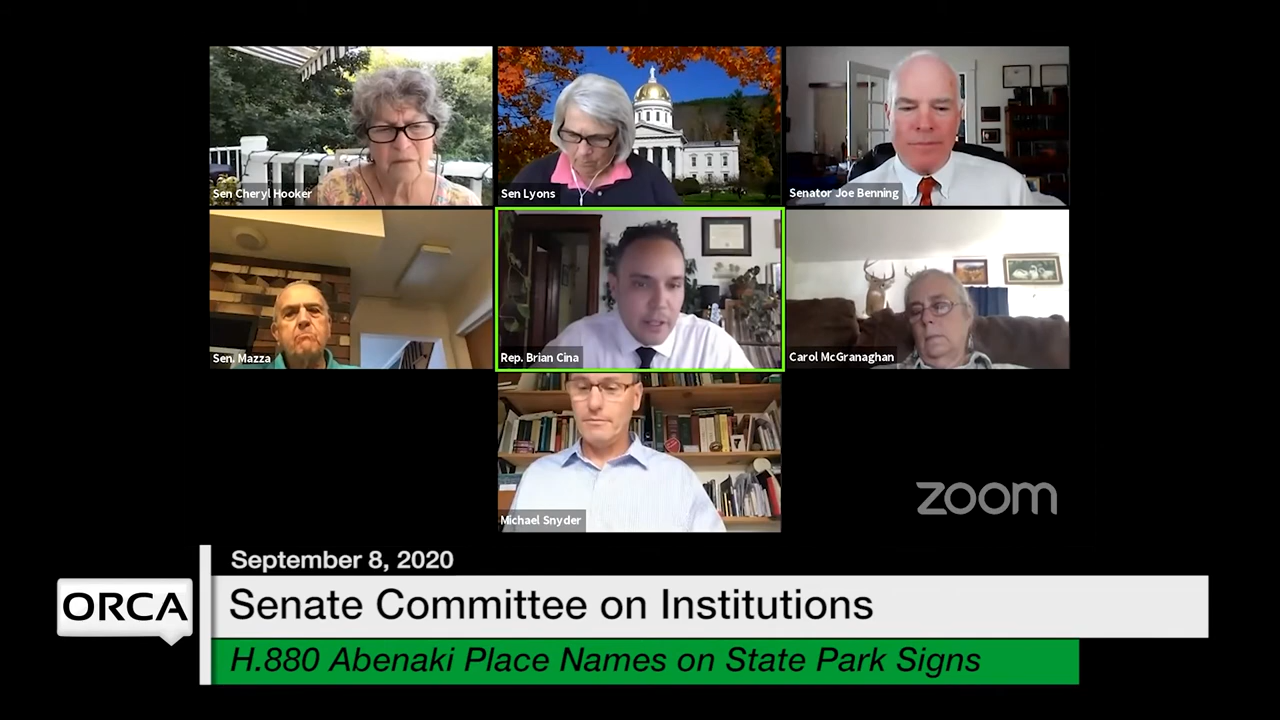 Sen Cheryl Hooker
Sen Lyons
Senator Joe Benning
Sen. Mazza
Rep. Brian Cina
Carol McGranaghan
Michael Snyder
zoom
September 8, 2020
ORCA
Senate Committee on Institutions
H.880 Abenaki Place Names on State Park Signs